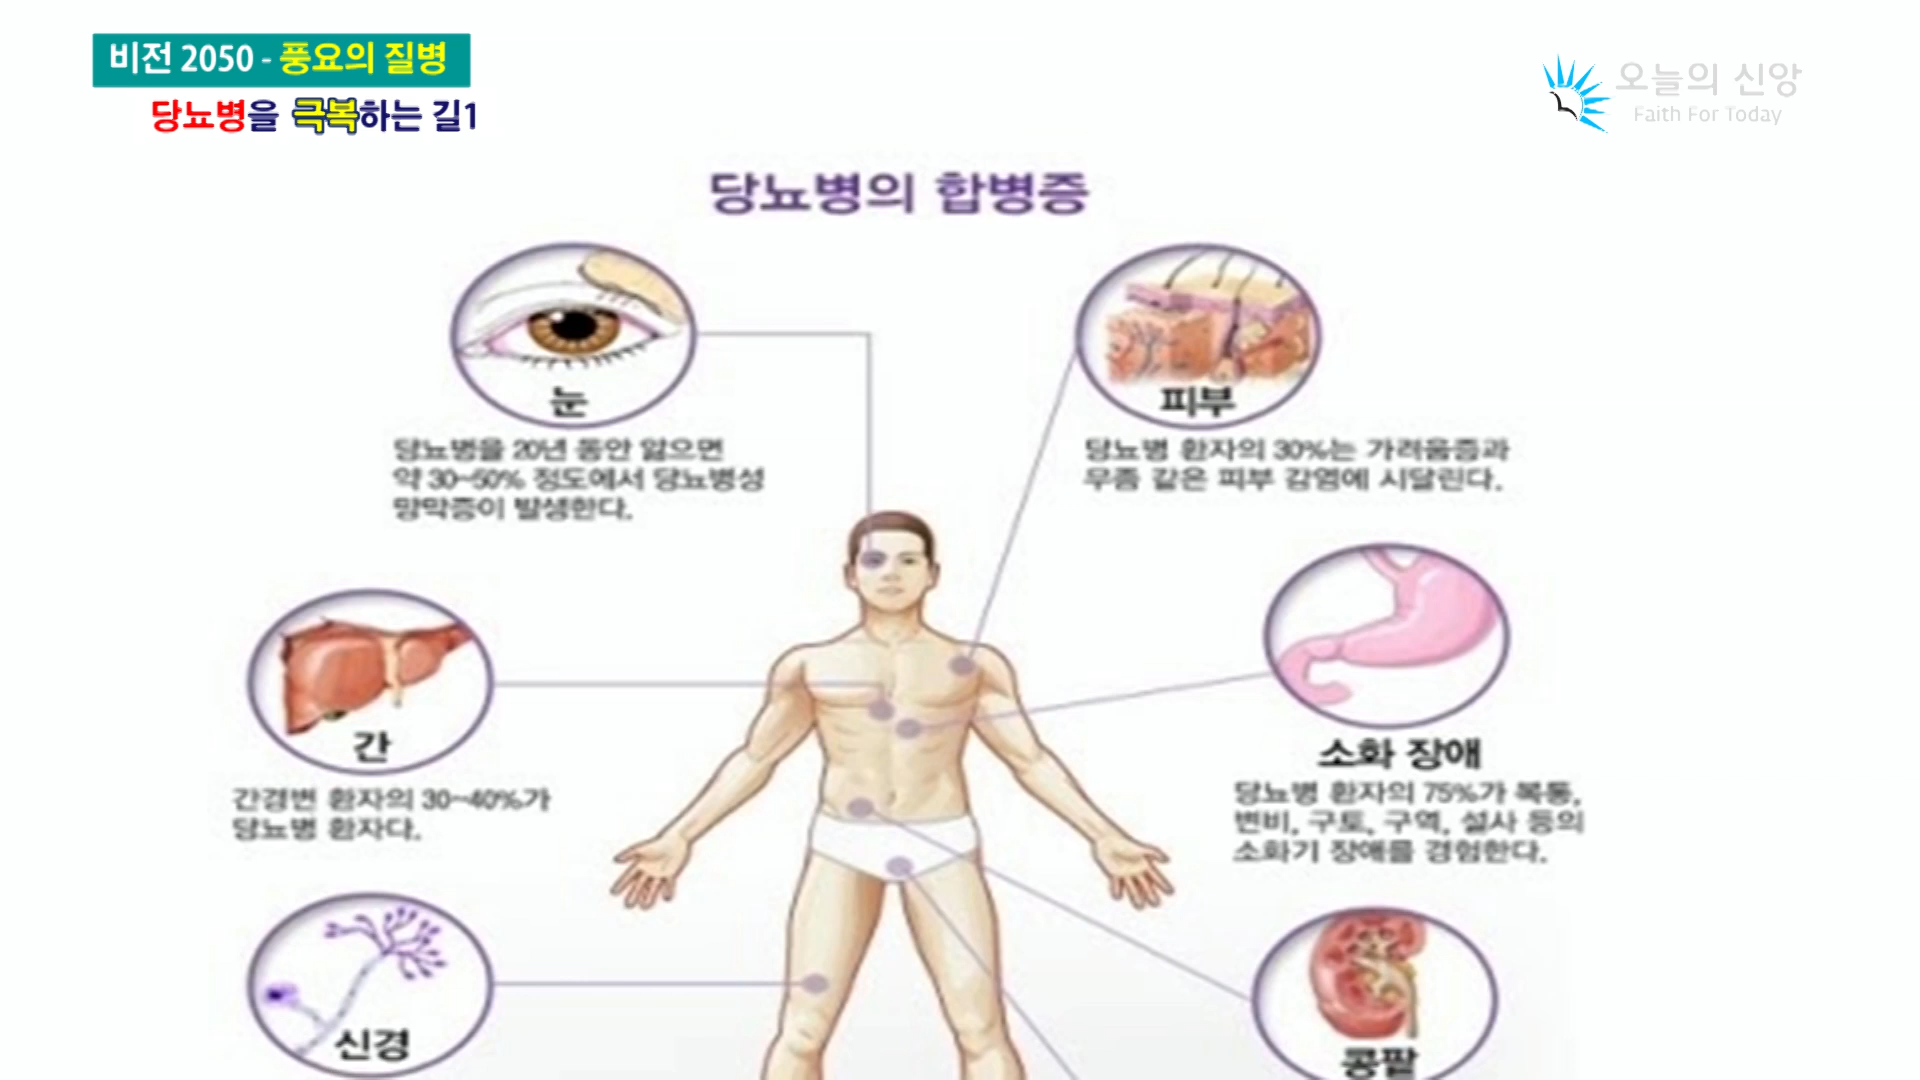 비전 2050 - 풍요의 질병
당뇨병을 극복하는 길1
오늘의 신앙
Faith For Today
당뇨병의 합병증
눈
당뇨병을 20년 동안 앓으면
약 30~50% 정도에서 당뇨병성
망막증이 발생한다.
피부
당뇨병 환자의 30%는 가려움증과
무좀 같은 피부 감염에 시달린다.
간
간경변 환자의 30~40%가
당뇨병 환자다.
소화 장애
당뇨병 환자의 75%가 복통,
변비, 구토, 구역, 설사 등의
소화기 장애를 경험한다.
신경
콩팥